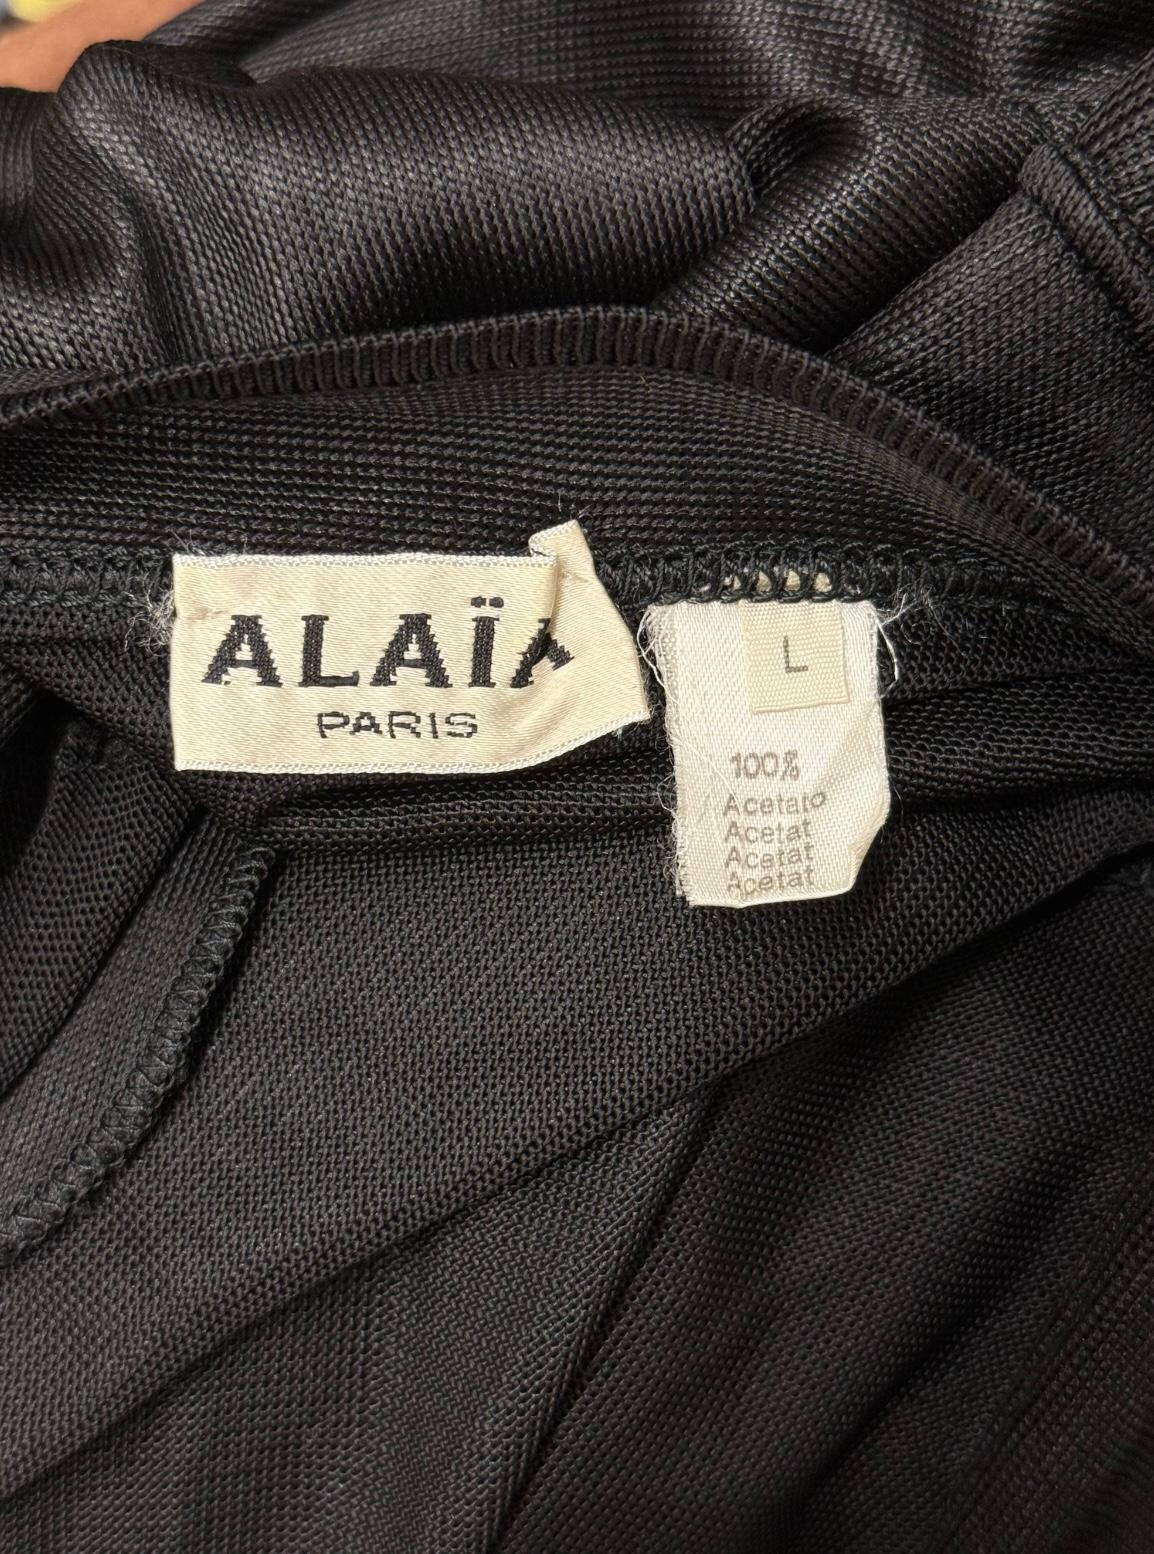 ALAÏA
PARIS
L
100%
Acetato
Acetat
Acetat
Acetat